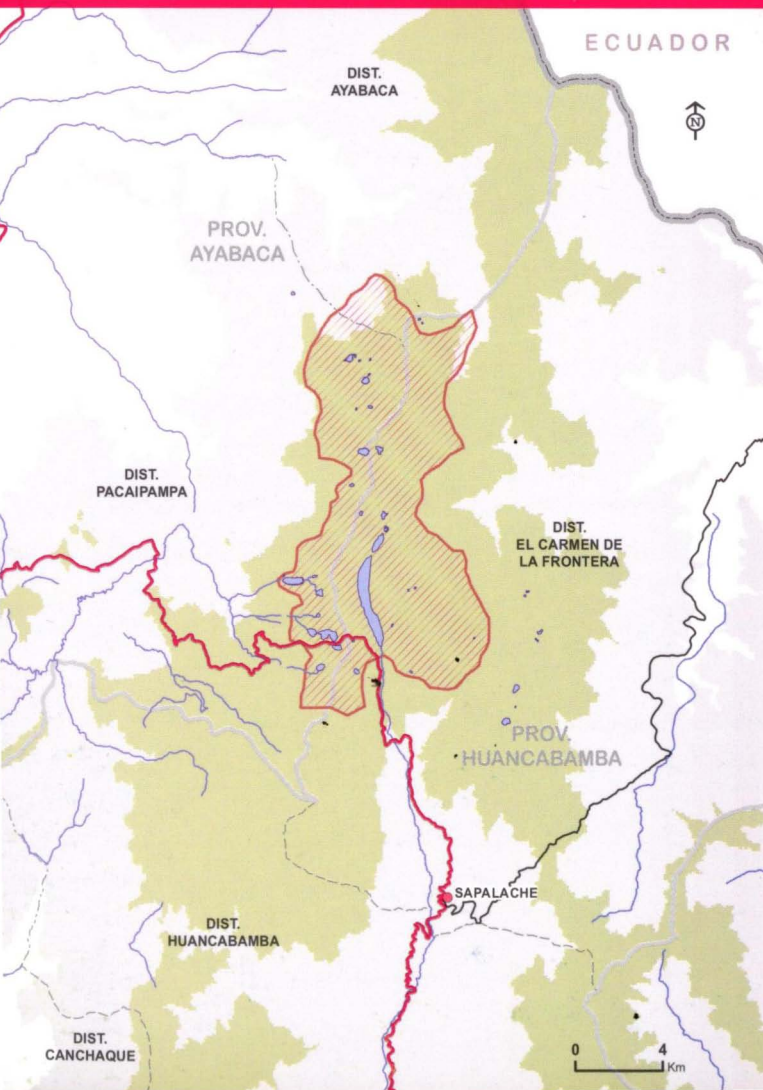 ECUADOR
DIST.
AYABACA
N
PROV.
AYABACA
DIST.
PACAIPAMPA
DIST.
EL CARMEN DE
LA FRONTERA
PROV.
HUANCABAMBA
SAPALACHE
DIST.
HUANCABAMBA
DIST.
CANCHAQUE
0 4
Km